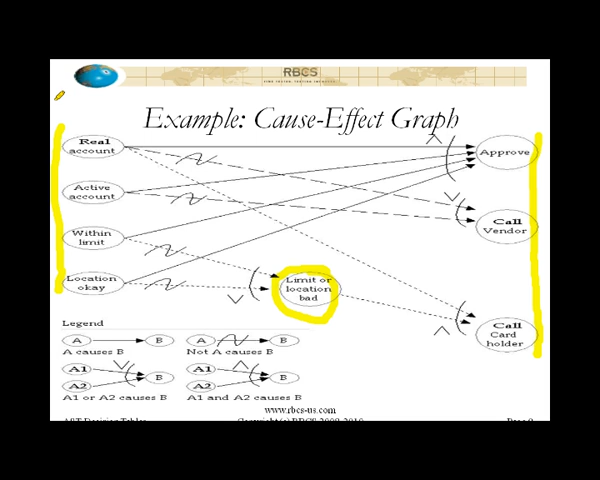 RBCS
Example: Cause-Effect Graph
Real
account
Approve
Active
account
Call
Vendor
Within
limit
Location
okay
Limit or
location
bad
Call
Card
holder
Legend
A
B
A causes B
A
B
Not A causes B
A1
A2
B
A1 or A2 causes B
A1
A2
B
A1 and A2 causes B
www.rbcs-us.com